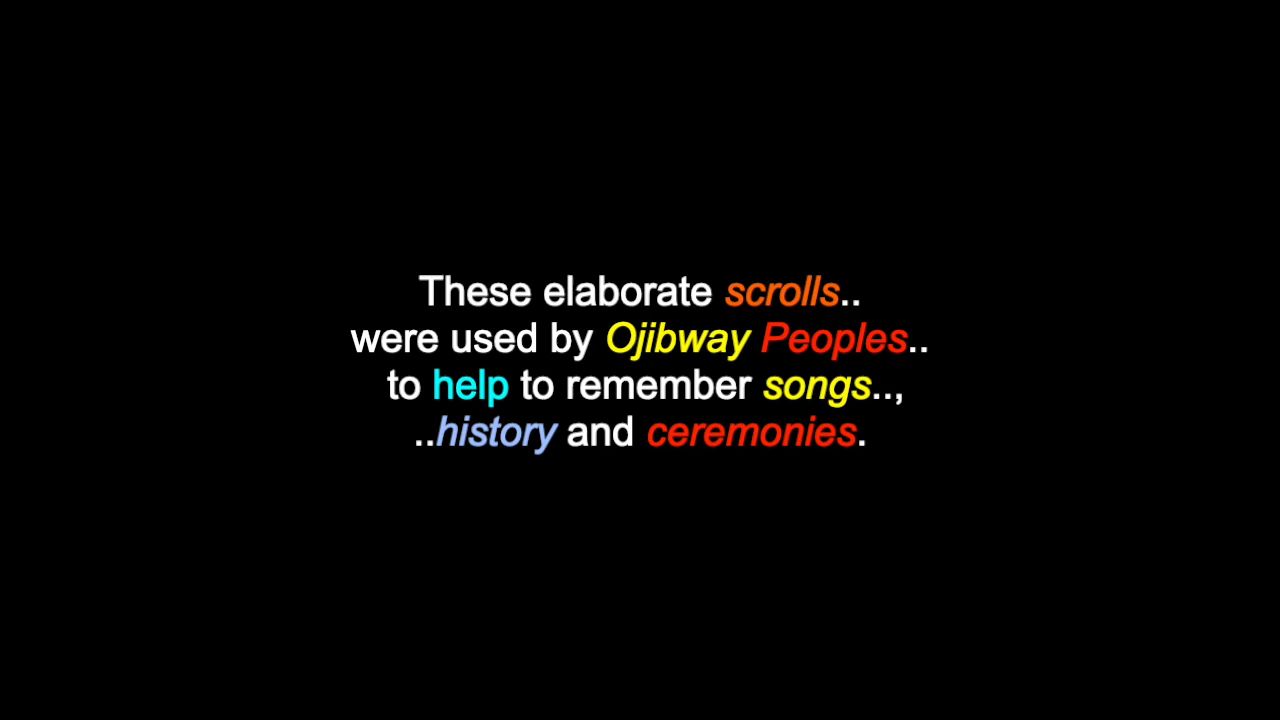 These elaborate scrolls..
were used by Ojibway Peoples..
to help to remember songs..,
..history and ceremonies.